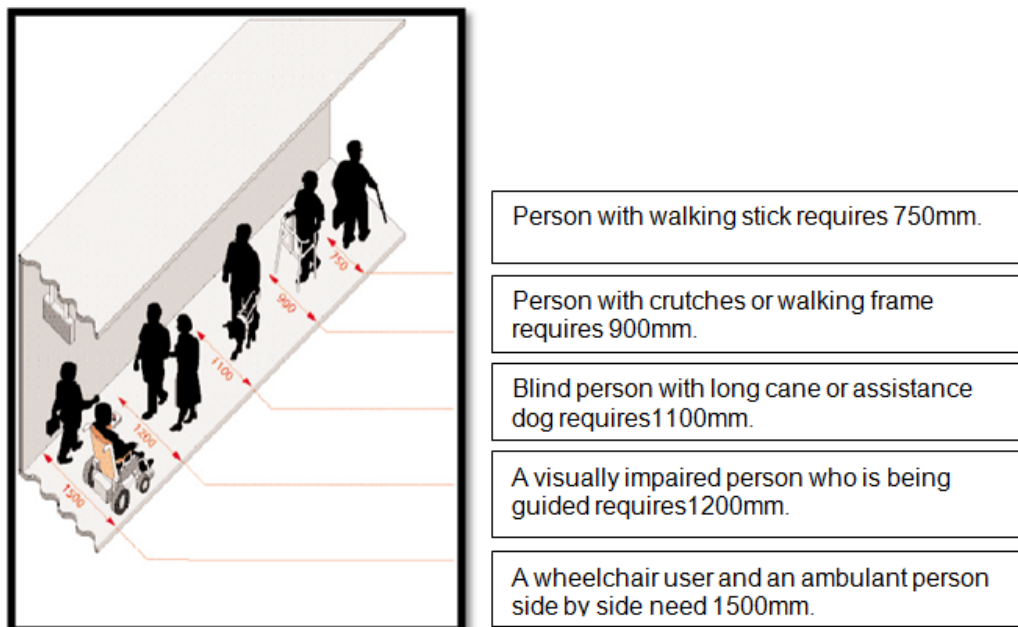 750
900
1100
1200
1500
Person with walking stick requires 750mm.
Person with crutches or walking frame
requires 900mm.
Blind person with long cane or assistance
dog requires1100mm.
A visually impaired person who is being
guided requires1200mm.
A wheelchair user and an ambulant person
side by side need 1500mm.